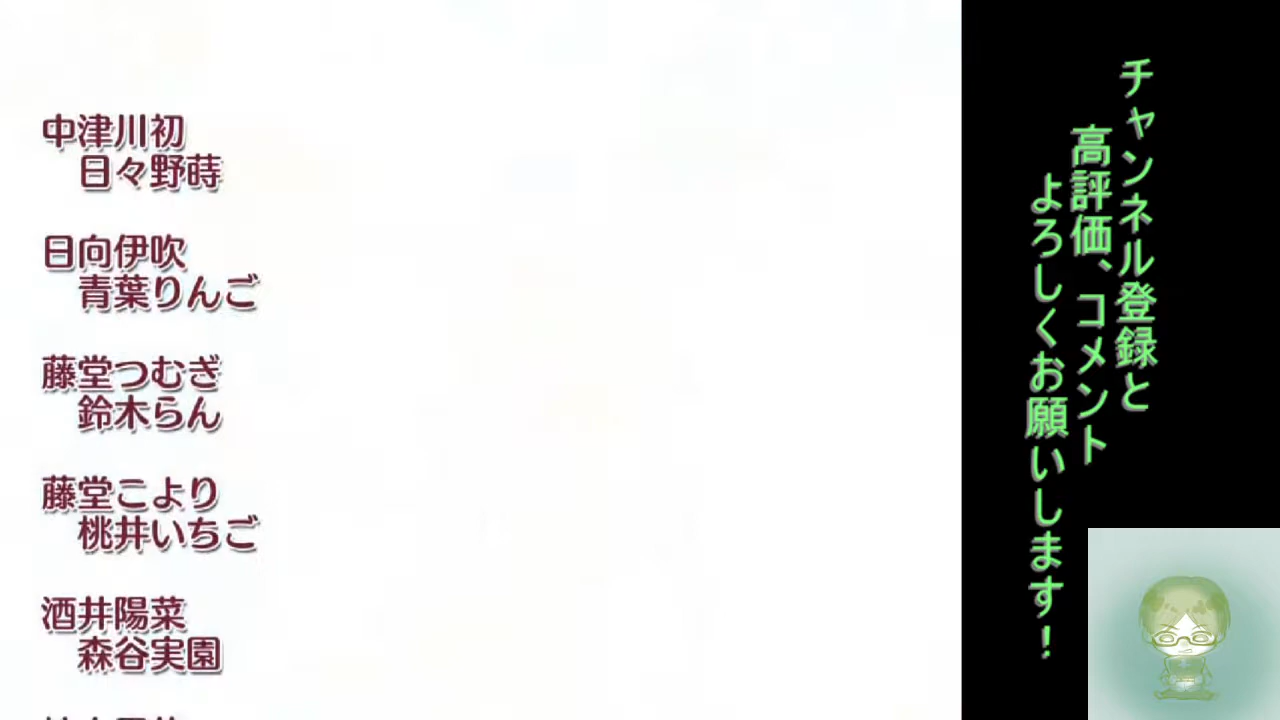 中津川初
日々野蒔
日向伊吹
青葉りんご
藤堂つむぎ
鈴木らん
藤堂こより
桃井いちご
酒井陽菜
森谷実園
チャンネル登録と
高評価、コメント
よろしくお願いします！